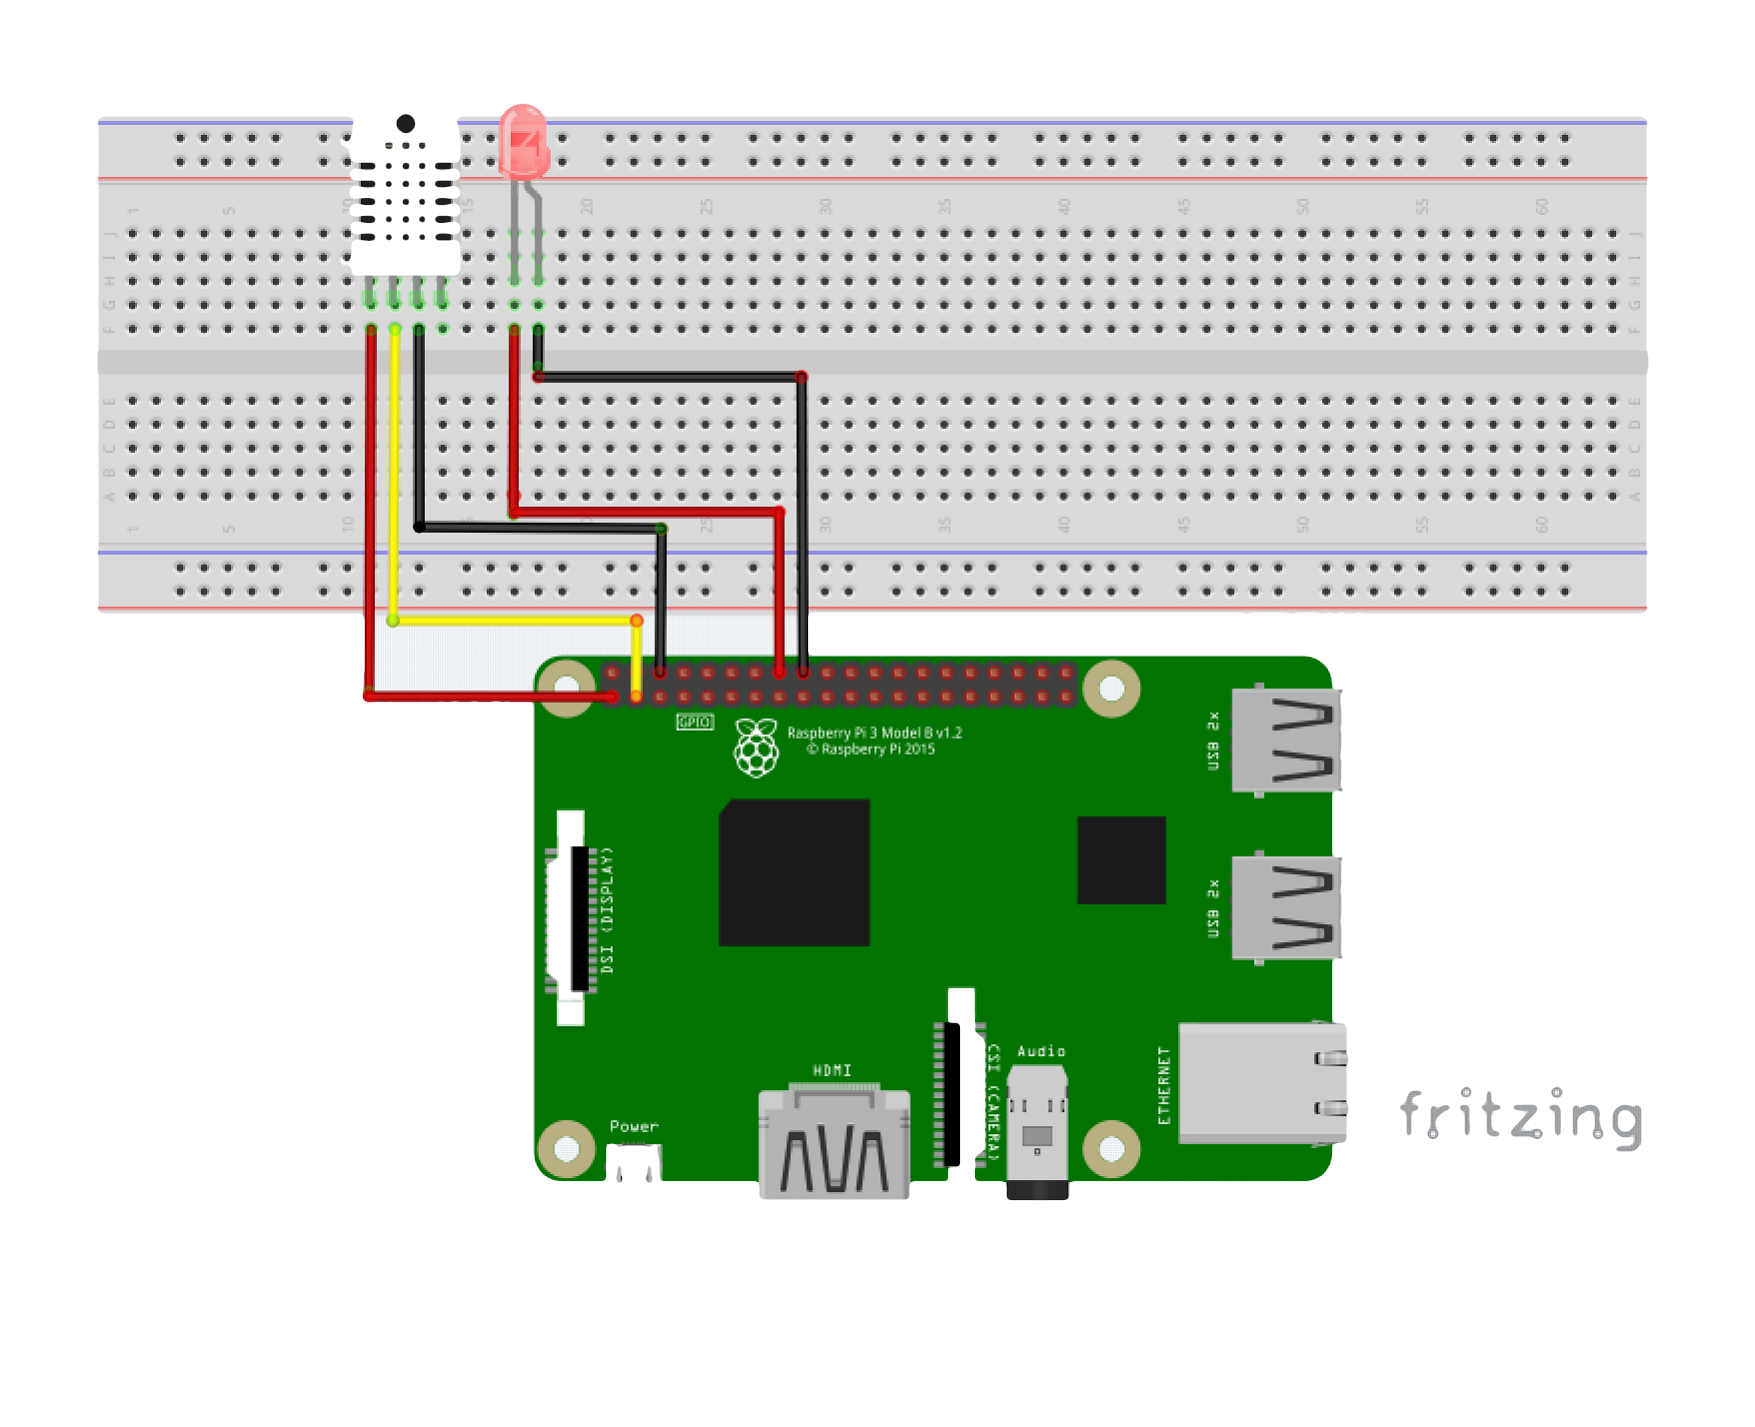 1 5 10 15 20 25 30 35 40 45 50 55 60
J J
I I
H H
G G
F F
E E
D D
C C
B B
A A
1 5 10 25 30 35 40 45 50 55 60
GPIO
Raspberry Pi 3 Model B v1.2
© Raspberry Pi 2015
USB 2x
DSI (DISPLAY)
USB 2x
HDMI
CSI (CAMERA)
Audio
ETHERNET
Power
fritzing